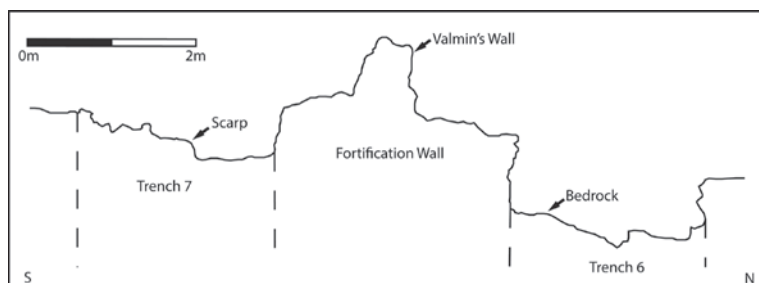 Valmin's Wall
0m 2m
Scarp
Fortification Wall
Trench 7
Bedrock
Trench 6
S N